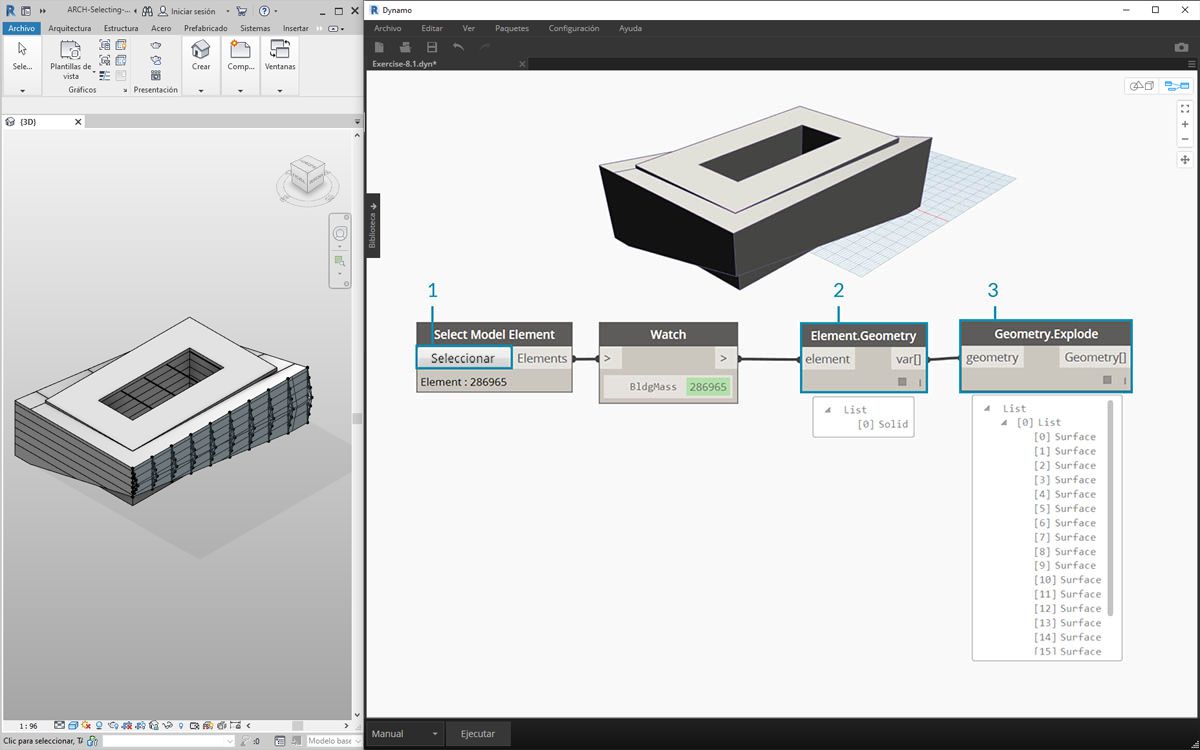 ARCH-Selecting-...
Iniciar sesión
Archivo Arquitectura Estructura Acero Prefabricado Sistemas Insertar
Sele...
Plantillas de
vista
Crear
Comp...
Ventanas
Gráficos
Presentación
{3D}
1 : 96
Clic para seleccionar, TA
:0
Modelo base
Dynamo
Archivo Editar Ver Paquetes Configuración Ayuda
Exercise-8.1.dyn*
Biblioteca
1
2
3
Select Model Element
Seleccionar Elements
Element : 286965
Watch
> >
BldgMass 286965
Element.Geometry
element var[]
List
[0] Solid
Geometry.Explode
geometry Geometry[]
List
[0] List
[0] Surface
[1] Surface
[2] Surface
[3] Surface
[4] Surface
[5] Surface
[6] Surface
[7] Surface
[8] Surface
[9] Surface
[10] Surface
[11] Surface
[12] Surface
[13] Surface
[14] Surface
[15] Surface
Manual
Ejecutar